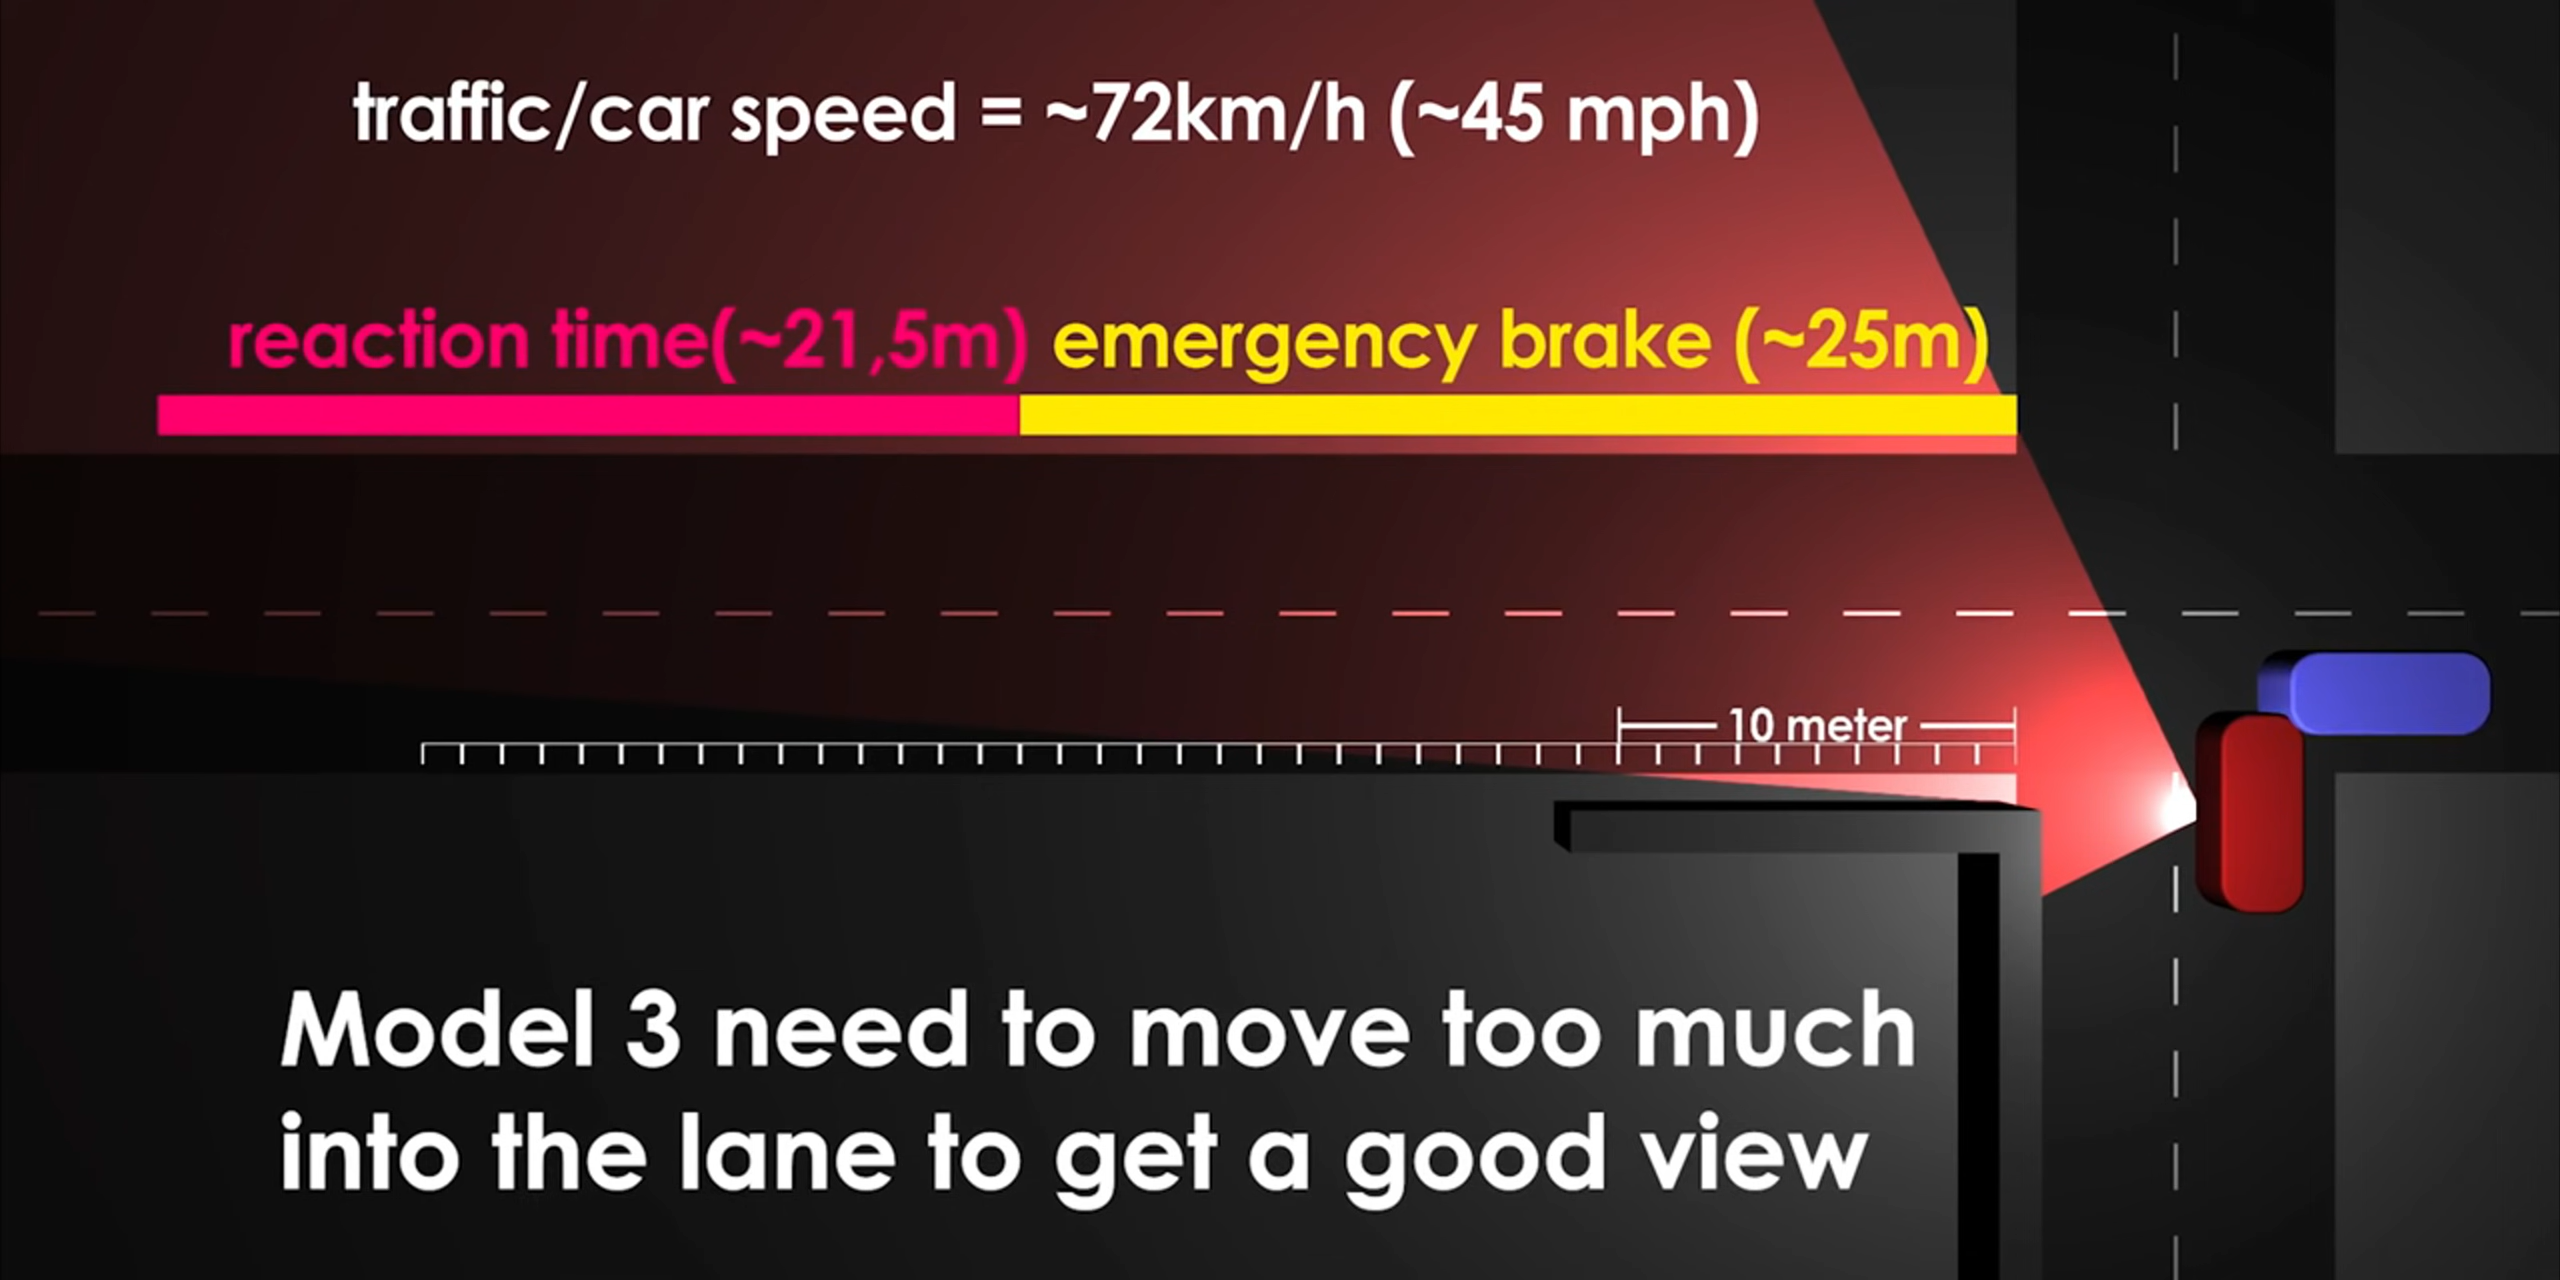 traffic/car speed = ~72km/h (~45 mph)
reaction time(~21,5m) emergency brake (~25m)
10 meter
Model 3 need to move too much
into the lane to get a good view